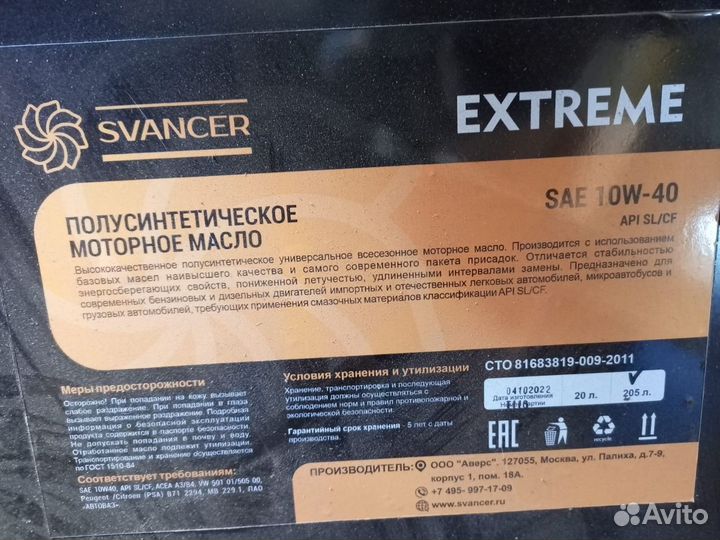 SVANCER
EXTREME
SAE 10W-40
API SL/CF
ПОЛУСИНТЕТИЧЕСКОЕ
МОТОРНОЕ МАСЛО
Высококачественное полусинтетическое универсальное всесезонное моторное масло. Производится с использованием
базовых масел наивысшего качества и самого современного пакета присадок. Отличается стабильностью
энергосберегающих свойств, пониженной летучестью, удлиненными интервалами замены. Предназначено для
современных бензиновых и дизельных двигателей импортных и отечественных легковых автомобилей, микроавтобусов и
грузовых автомобилей, требующих применения смазочных материалов классификации API SL/CF.
Меры предосторожности
ОСТОРОЖНО! При попадании на кожу вызывает
слабое раздражение. При попадании в глаза
вызывает выраженное раздражение. Подробная
информация о безопасной эксплуатации
продукта содержится в паспорте безопасности.
Не допускать попадания в почву и воду.
Отработанное масло подлежит утилизации.
Транспортирование и хранение осуществляется
по ГОСТ 1510-84
Соответствует требованиям:
SAE 10W40, API SL/CF, ACEA A3/B4, VW 501 01/505 00,
Peugeot /Citroen (PSA) B71 2294, MB 229.1, ПАО
«АВТОВАЗ»
Условия хранения и утилизации
Хранение, транспортировка и последующая
утилизация должны осуществляться с
соблюдением норм и правил противопожарной и
экологической безопасности.
Гарантийный срок хранения - 5 лет с даты
производства
СТО 81683819-009-2011
04102022
Дата изготовления
20 л.
205 л.
EAC
recycle
ПРОИЗВОДИТЕЛЬ:
ООО "Аверс". 127055, Москва, ул. Палиха, д.7-9,
корпус 1, пом. 18А.
+7 495- 997-17-09
www.svancer.ru
Avito